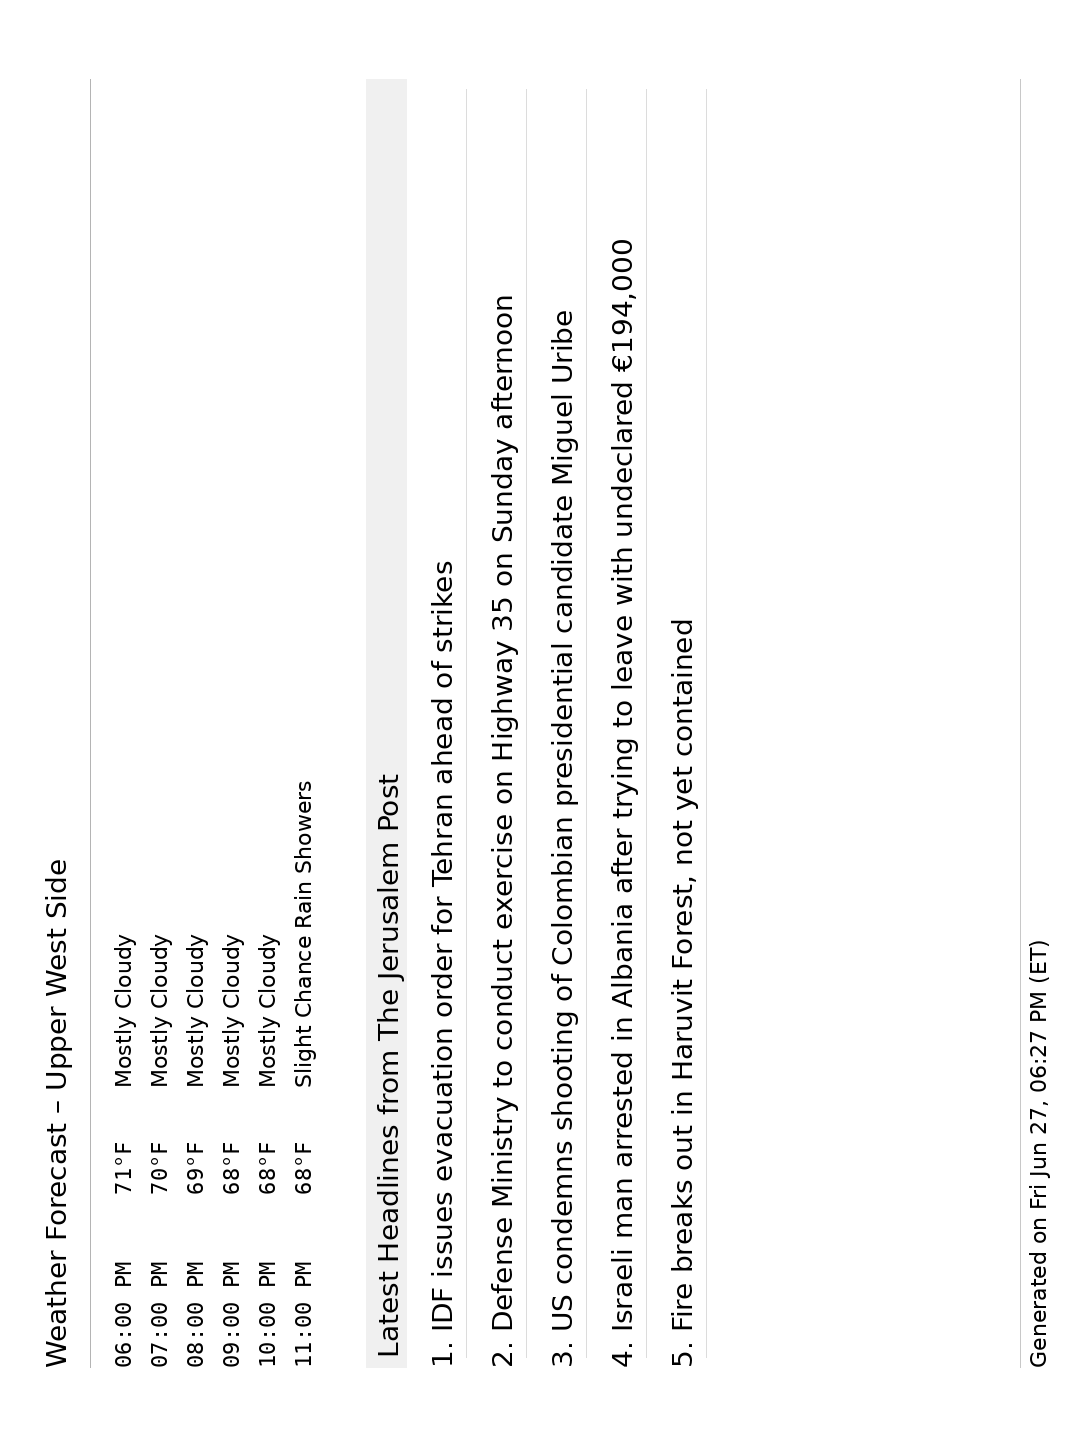 Weather Forecast – Upper West Side
06:00 PM 71°F Mostly Cloudy
07:00 PM 70°F Mostly Cloudy
08:00 PM 69°F Mostly Cloudy
09:00 PM 68°F Mostly Cloudy
10:00 PM 68°F Mostly Cloudy
11:00 PM 68°F Slight Chance Rain Showers
Latest Headlines from The Jerusalem Post
1. IDF issues evacuation order for Tehran ahead of strikes
2. Defense Ministry to conduct exercise on Highway 35 on Sunday afternoon
3. US condemns shooting of Colombian presidential candidate Miguel Uribe
4. Israeli man arrested in Albania after trying to leave with undeclared €194,000
5. Fire breaks out in Haruvit Forest, not yet contained
Generated on Fri Jun 27, 06:27 PM (ET)